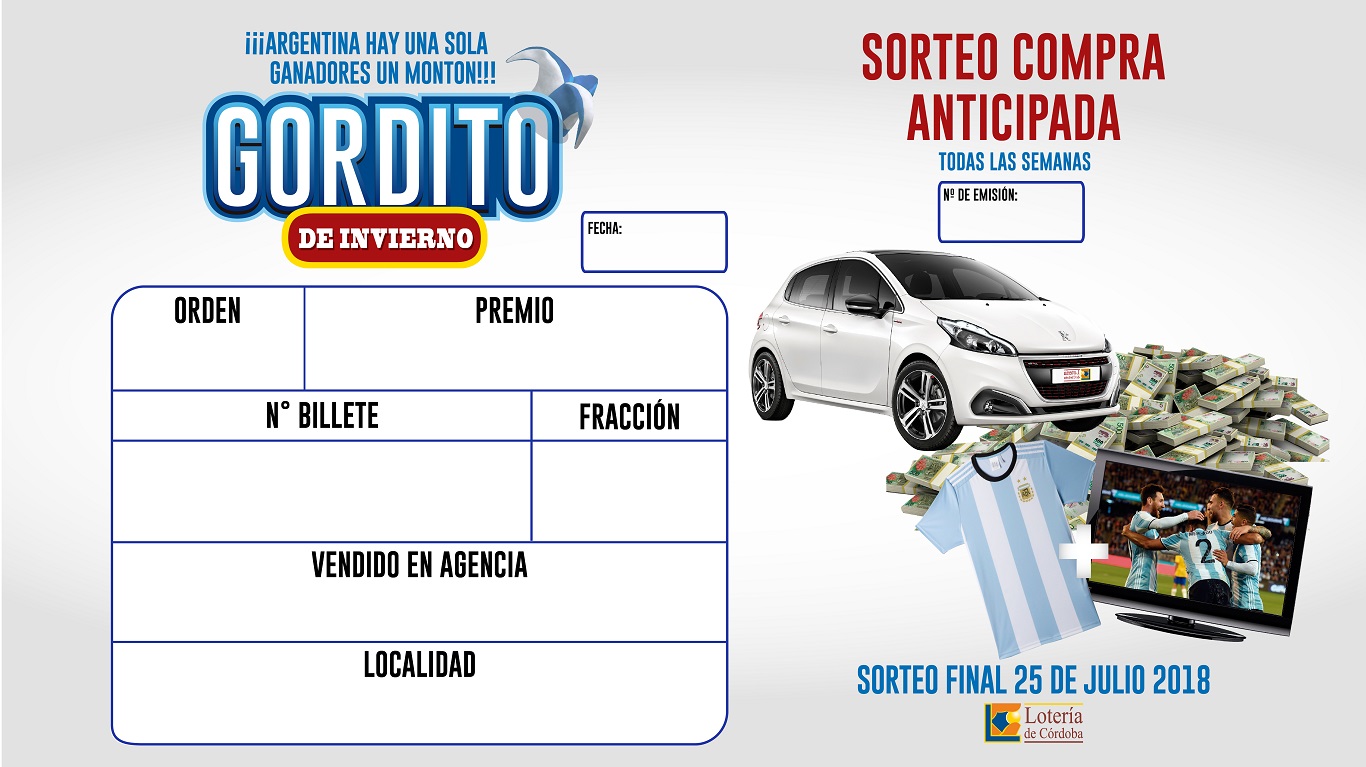 ¡¡¡ARGENTINA HAY UNA SOLA
GANADORES UN MONTON!!!
GORDITO
DE INVIERNO
FECHA:
ORDEN
PREMIO
N° BILLETE
FRACCIÓN
VENDIDO EN AGENCIA
LOCALIDAD
SORTEO COMPRA
ANTICIPADA
TODAS LAS SEMANAS
Nº DE EMISIÓN:
2
SORTEO FINAL 25 DE JULIO 2018
Lotería
de Córdoba